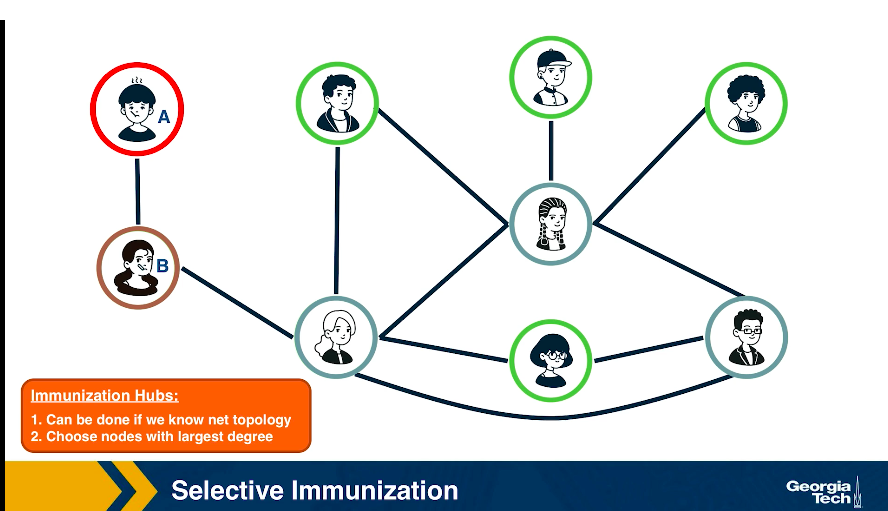 A
B
Immunization Hubs:
1. Can be done if we know net topology
2. Choose nodes with largest degree
Selective Immunization
Georgia
Tech